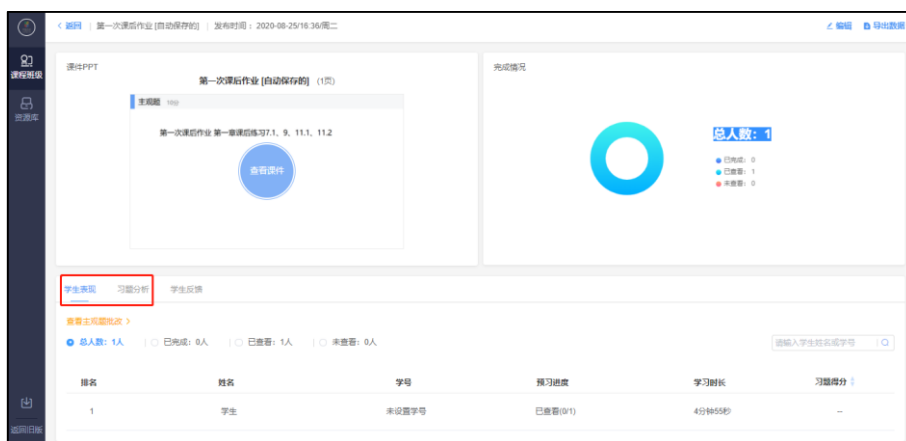 < 返回 | 第一次课后作业 [自动保存的] | 发布时间：2020-08-25/16:36/周二
编辑 导出数据
课程班级
资源库
返回旧版
课件PPT
第一次课后作业 [自动保存的] (1页)
主观题
第一次课后作业 第一章课后练习7.1、9、11.1、11.2
查看课件
完成情况
总人数：1
已完成：0
已查看：1
未查看：0
学生表现 习题分析 学生反馈
查看主观题批改 >
总人数：1人 | 已完成：0人 | 已查看：1人 | 未查看：0人
请输入学生姓名或学号
排名 姓名 学号 预习进度 学习时长 习题得分
1 学生 未设置学号 已查看(0/1) 4分钟55秒 --